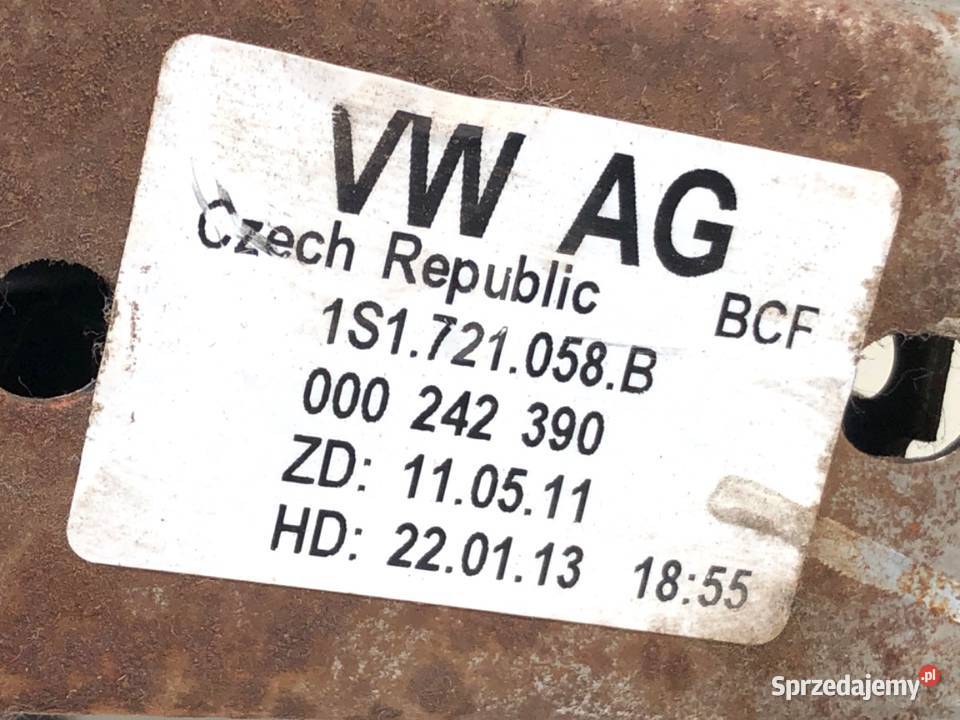 VW AG
Czech Republic BCF
1S1.721.058.B
000 242 390
ZD: 11.05.11
HD: 22.01.13 18:55
Sprzedajemy.pl